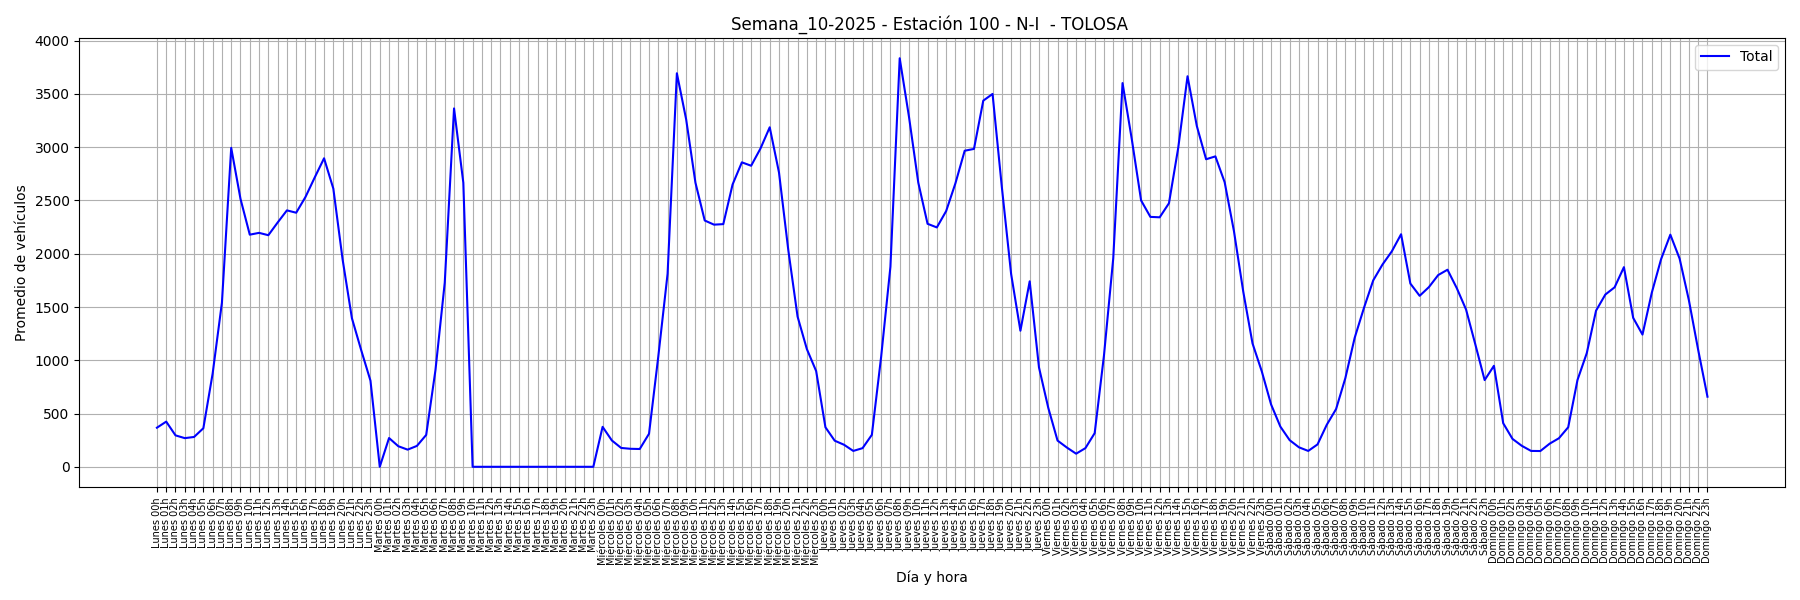 Semana_10-2025 - Estación 100 - N-I  - TOLOSA
Total
Promedio de vehículos
4000
3500
3000
2500
2000
1500
1000
500
0
Lunes 00h
Lunes 01h
Lunes 02h
Lunes 03h
Lunes 04h
Lunes 05h
Lunes 06h
Lunes 07h
Lunes 08h
Lunes 09h
Lunes 10h
Lunes 11h
Lunes 12h
Lunes 13h
Lunes 14h
Lunes 15h
Lunes 16h
Lunes 17h
Lunes 18h
Lunes 19h
Lunes 20h
Lunes 21h
Lunes 22h
Lunes 23h
Martes 00h
Martes 01h
Martes 02h
Martes 03h
Martes 04h
Martes 05h
Martes 06h
Martes 07h
Martes 08h
Martes 09h
Martes 10h
Martes 11h
Martes 12h
Martes 13h
Martes 14h
Martes 15h
Martes 16h
Martes 17h
Martes 18h
Martes 19h
Martes 20h
Martes 21h
Martes 22h
Martes 23h
Miércoles 00h
Miércoles 01h
Miércoles 02h
Miércoles 03h
Miércoles 04h
Miércoles 05h
Miércoles 06h
Miércoles 07h
Miércoles 08h
Miércoles 09h
Miércoles 10h
Miércoles 11h
Miércoles 12h
Miércoles 13h
Miércoles 14h
Miércoles 15h
Miércoles 16h
Miércoles 17h
Miércoles 18h
Miércoles 19h
Miércoles 20h
Miércoles 21h
Miércoles 22h
Miércoles 23h
Jueves 00h
Jueves 01h
Jueves 02h
Jueves 03h
Jueves 04h
Jueves 05h
Jueves 06h
Jueves 07h
Jueves 08h
Jueves 09h
Jueves 10h
Jueves 11h
Jueves 12h
Jueves 13h
Jueves 14h
Jueves 15h
Jueves 16h
Jueves 17h
Jueves 18h
Jueves 19h
Jueves 20h
Jueves 21h
Jueves 22h
Jueves 23h
Viernes 00h
Viernes 01h
Viernes 02h
Viernes 03h
Viernes 04h
Viernes 05h
Viernes 06h
Viernes 07h
Viernes 08h
Viernes 09h
Viernes 10h
Viernes 11h
Viernes 12h
Viernes 13h
Viernes 14h
Viernes 15h
Viernes 16h
Viernes 17h
Viernes 18h
Viernes 19h
Viernes 20h
Viernes 21h
Viernes 22h
Viernes 23h
Sábado 00h
Sábado 01h
Sábado 02h
Sábado 03h
Sábado 04h
Sábado 05h
Sábado 06h
Sábado 07h
Sábado 08h
Sábado 09h
Sábado 10h
Sábado 11h
Sábado 12h
Sábado 13h
Sábado 14h
Sábado 15h
Sábado 16h
Sábado 17h
Sábado 18h
Sábado 19h
Sábado 20h
Sábado 21h
Sábado 22h
Sábado 23h
Domingo 00h
Domingo 01h
Domingo 02h
Domingo 03h
Domingo 04h
Domingo 05h
Domingo 06h
Domingo 07h
Domingo 08h
Domingo 09h
Domingo 10h
Domingo 11h
Domingo 12h
Domingo 13h
Domingo 14h
Domingo 15h
Domingo 16h
Domingo 17h
Domingo 18h
Domingo 19h
Domingo 20h
Domingo 21h
Domingo 22h
Domingo 23h
Día y hora